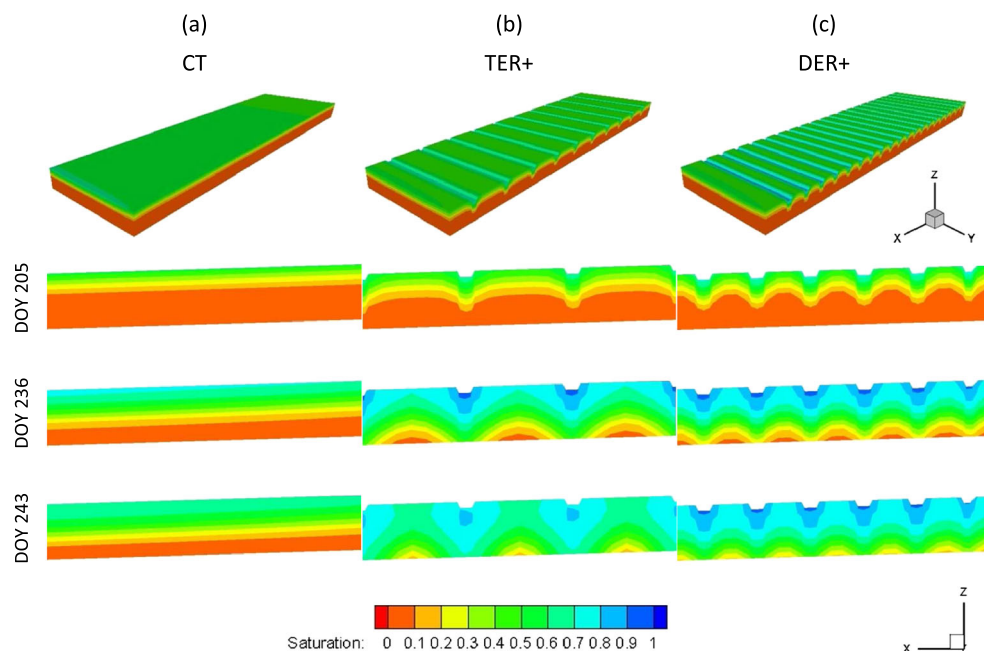 (a) (b) (c)
CT TER+ DER+
Z
X Y
DOY 205
DOY 236
DOY 243
Saturation: 0 0.1 0.2 0.3 0.4 0.5 0.6 0.7 0.8 0.9 1
Z
X